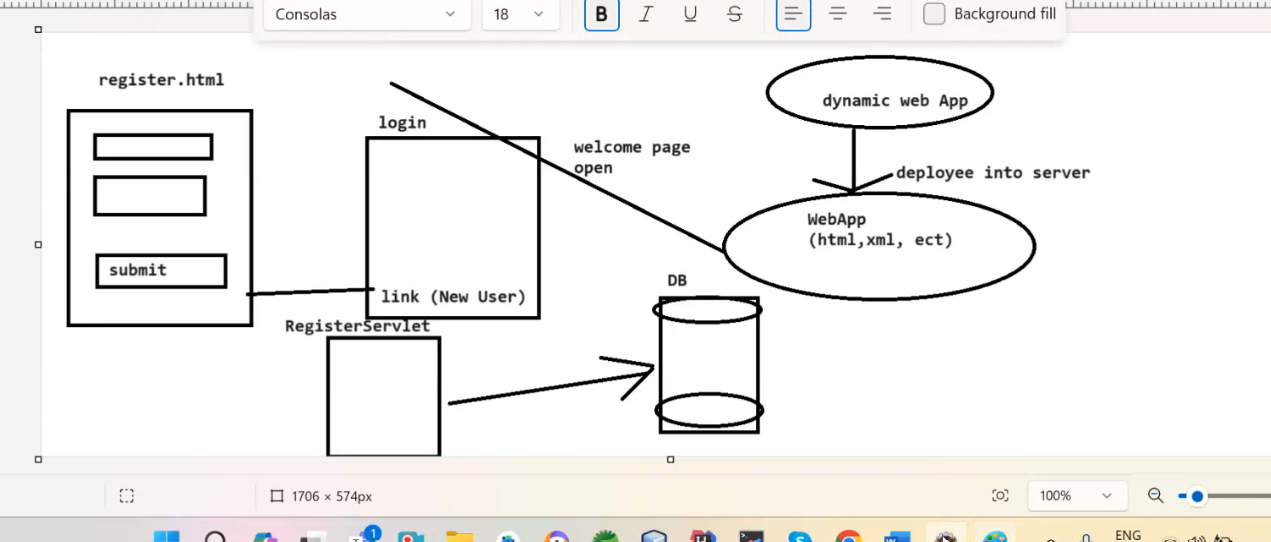 Consolas
18
B
I
U
S
Background fill
register.html
submit
login
link (New User)
RegisterServlet
welcome page
open
DB
dynamic web App
deployee into server
WebApp
(html,xml, ect)
1706 × 574px
100%
1
ENG